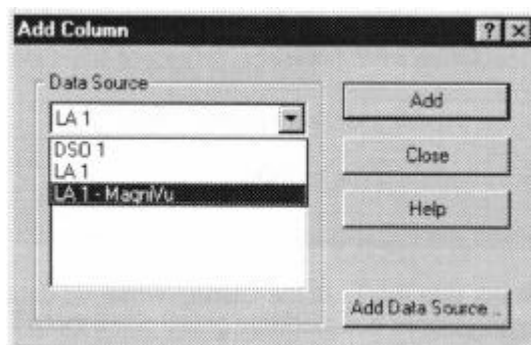 Add Column
Data Source
LA 1
DSO 1
LA 1
LA 1 - MagniVu
Add
Close
Help
Add Data Source ...